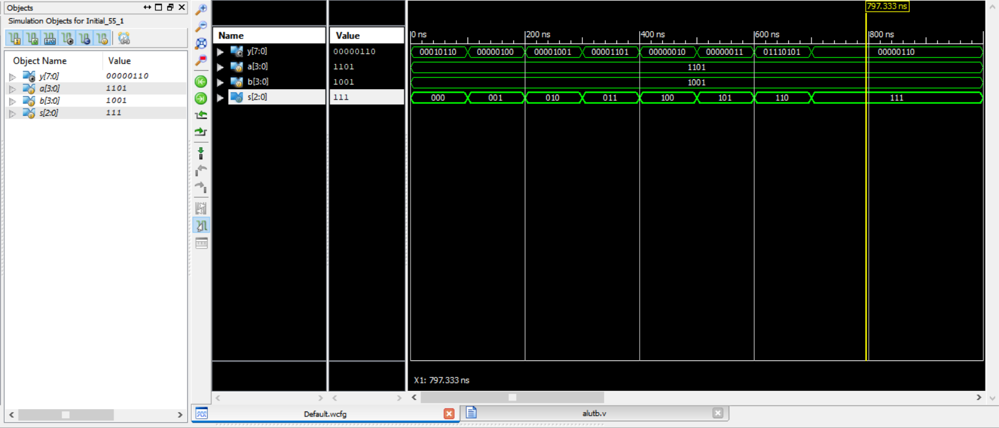 Objects
Simulation Objects for Initial_55_1
Object Name Value
y[7:0] 00000110
a[3:0] 1101
b[3:0] 1001
s[2:0] 111
797.333 ns
Name Value
0 ns 200 ns 400 ns 600 ns 800 ns
y[7:0] 00000110 00010110 00000100 00001001 00001101 00000010 00000011 01110101 00000110
a[3:0] 1101 1101
b[3:0] 1001 1001
s[2:0] 111 000 001 010 011 100 101 110 111
X1: 797.333 ns
Default.wcfg alutb.v